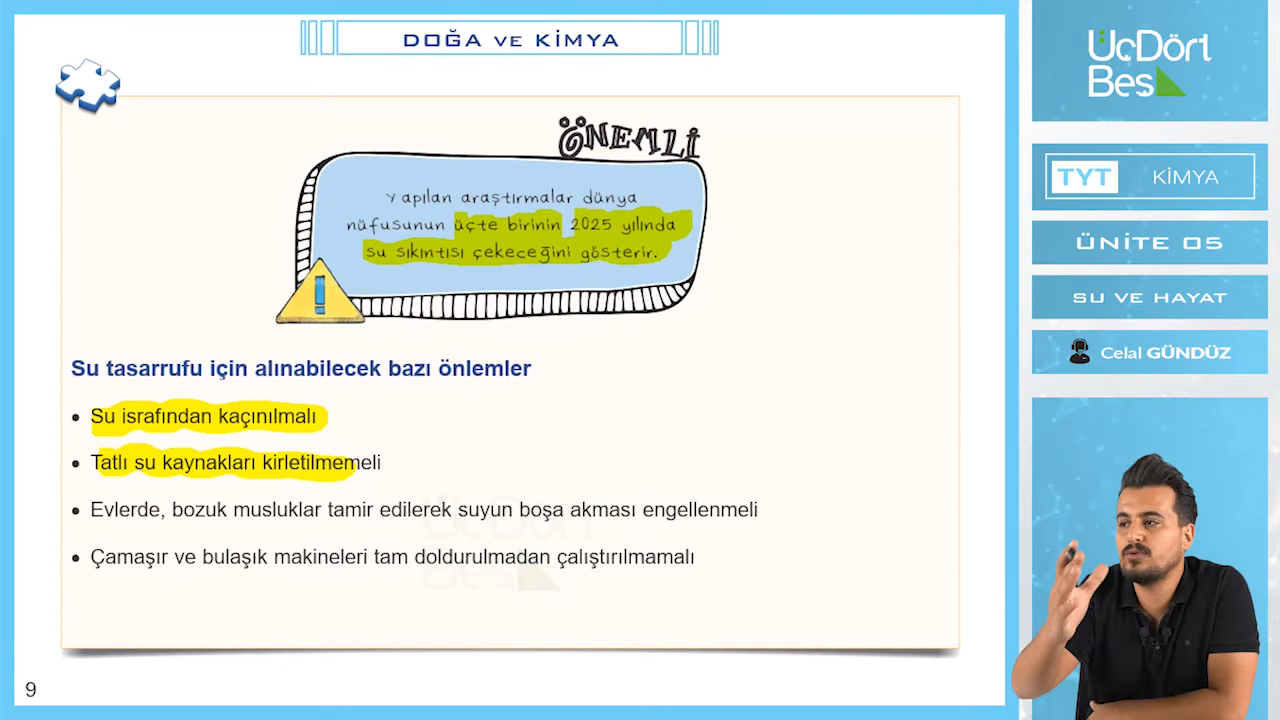 DOĞA VE KİMYA
ÖNEMLİ
Yapılan araştırmalar dünya
nüfusunun üçte birinin 2025 yılında
su sıkıntısı çekeceğini gösterir.
Su tasarrufu için alınabilecek bazı önlemler
• Su israfından kaçınılmalı
• Tatlı su kaynakları kirletilmemeli
• Evlerde, bozuk musluklar tamir edilerek suyun boşa akması engellenmeli
• Çamaşır ve bulaşık makineleri tam doldurulmadan çalıştırılmamalı
ÜçDört
Beş
9
ÜçDört
Beş
TYT KİMYA
ÜNİTE 05
SU VE HAYAT
Celal GÜNDÜZ